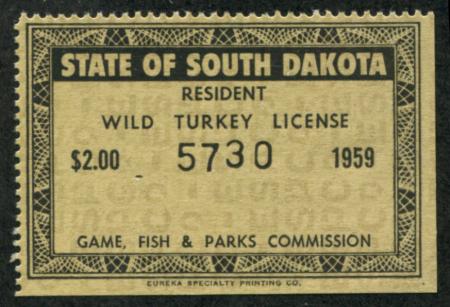 STATE OF SOUTH DAKOTA
RESIDENT
WILD TURKEY LICENSE
$2.00 5730 1959
GAME, FISH & PARKS COMMISSION
EUREKA SPECIALTY PRINTING CO.